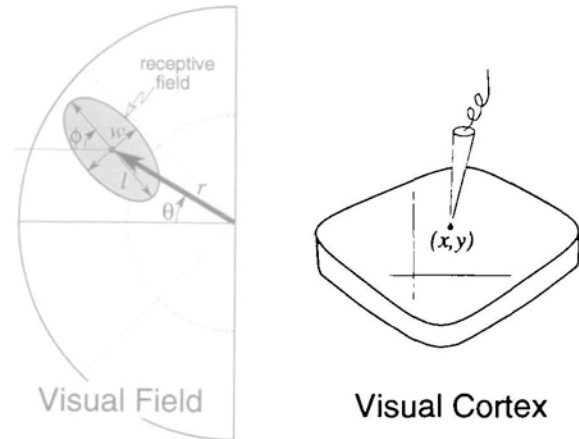 receptive
field
ϕ
w
l
r
θ
(x,y)
Visual Field
Visual Cortex